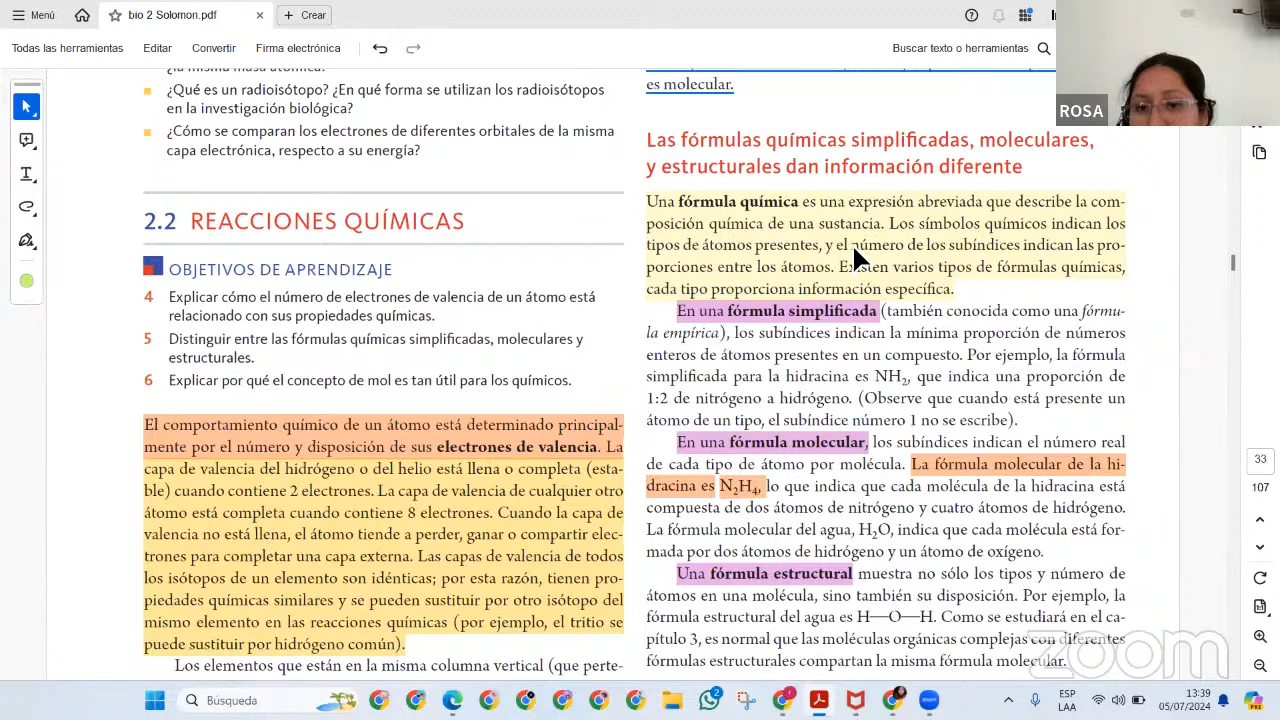 Menú
bio 2 Solomon.pdf
Crear
Todas las herramientas
Editar
Convertir
Firma electrónica
Buscar texto o herramientas
ROSA
¿la misma masa atómica?
¿Qué es un radioisótopo? ¿En qué forma se utilizan los radioisótopos
en la investigación biológica?
¿Cómo se comparan los electrones de diferentes orbitales de la misma
capa electrónica, respecto a su energía?
2.2 REACCIONES QUÍMICAS
OBJETIVOS DE APRENDIZAJE
4 Explicar cómo el número de electrones de valencia de un átomo está
relacionado con sus propiedades químicas.
5 Distinguir entre las fórmulas químicas simplificadas, moleculares y
estructurales.
6 Explicar por qué el concepto de mol es tan útil para los químicos.
El comportamiento químico de un átomo está determinado principal-
mente por el número y disposición de sus electrones de valencia. La
capa de valencia del hidrógeno o del helio está llena o completa (esta-
ble) cuando contiene 2 electrones. La capa de valencia de cualquier otro
átomo está completa cuando contiene 8 electrones. Cuando la capa de
valencia no está llena, el átomo tiende a perder, ganar o compartir elec-
trones para completar una capa externa. Las capas de valencia de todos
los isótopos de un elemento son idénticas; por esta razón, tienen pro-
piedades químicas similares y se pueden sustituir por otro isótopo del
mismo elemento en las reacciones químicas (por ejemplo, el tritio se
puede sustituir por hidrógeno común).
Los elementos que están en la misma columna vertical (que perte-
es molecular.
Las fórmulas químicas simplificadas, moleculares,
y estructurales dan información diferente
Una fórmula química es una expresión abreviada que describe la com-
posición química de una sustancia. Los símbolos químicos indican los
tipos de átomos presentes, y el número de los subíndices indican las pro-
porciones entre los átomos. Existen varios tipos de fórmulas químicas,
cada tipo proporciona información específica.
En una fórmula simplificada (también conocida como una fórmu-
la empírica), los subíndices indican la mínima proporción de números
enteros de átomos presentes en un compuesto. Por ejemplo, la fórmula
simplificada para la hidracina es NH₂, que indica una proporción de
1:2 de nitrógeno a hidrógeno. (Observe que cuando está presente un
átomo de un tipo, el subíndice número 1 no se escribe).
En una fórmula molecular, los subíndices indican el número real
de cada tipo de átomo por molécula. La fórmula molecular de la hi-
dracina es N₂H₄, lo que indica que cada molécula de la hidracina está
compuesta de dos átomos de nitrógeno y cuatro átomos de hidrógeno.
La fórmula molecular del agua, H₂O, indica que cada molécula está for-
mada por dos átomos de hidrógeno y un átomo de oxígeno.
Una fórmula estructural muestra no sólo los tipos y número de
átomos en una molécula, sino también su disposición. Por ejemplo, la
fórmula estructural del agua es H—O—H. Como se estudiará en el ca-
pítulo 3, es normal que las moléculas orgánicas complejas con diferentes
fórmulas estructurales compartan la misma fórmula molecular.
33
107
zoom
Búsqueda
2
1
zoom
ESP
LAA
13:39
05/07/2024
PRE